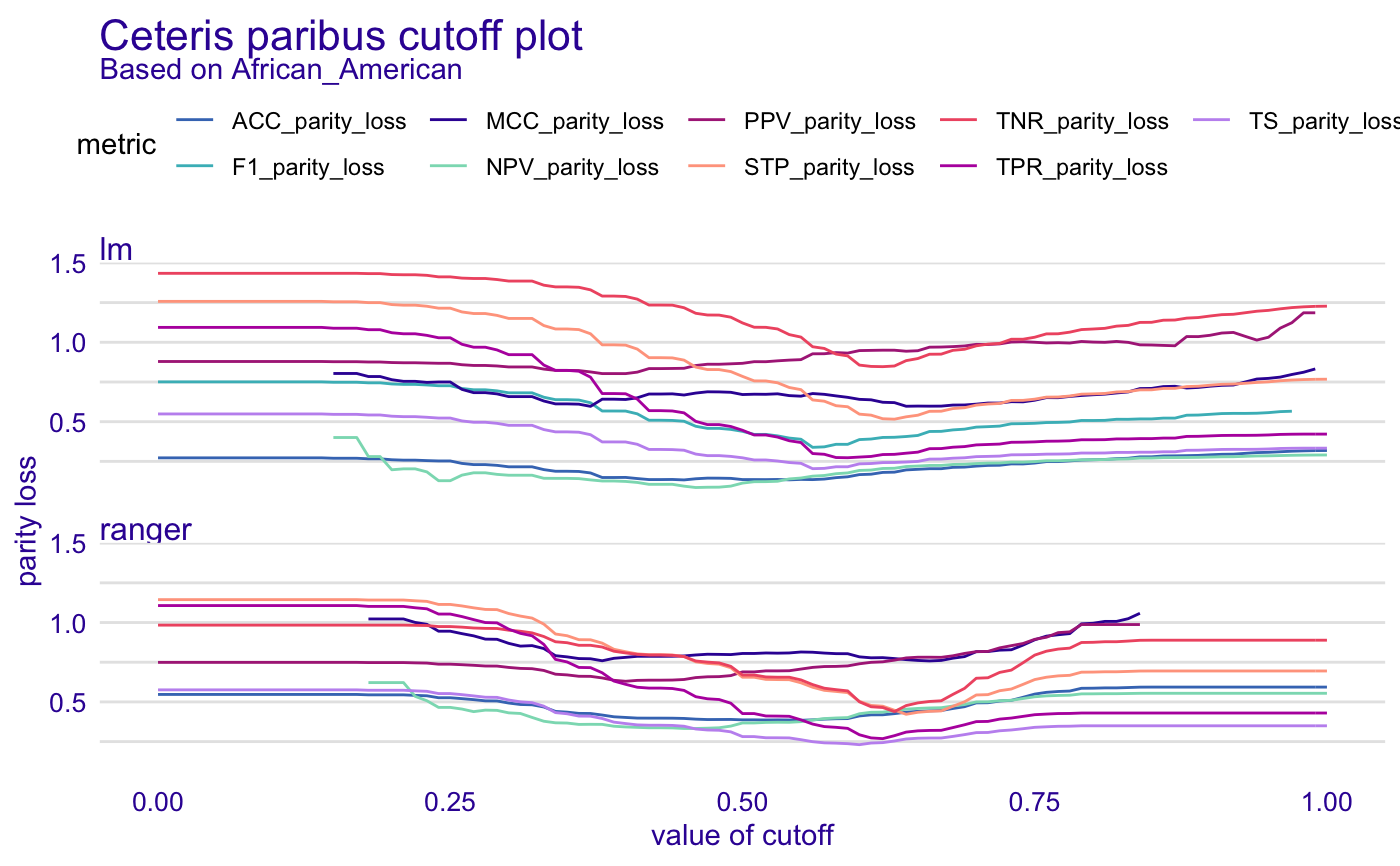 Ceteris paribus cutoff plot
Based on African_American
metric
ACC_parity_loss MCC_parity_loss PPV_parity_loss TNR_parity_loss TS_parity_loss
F1_parity_loss NPV_parity_loss STP_parity_loss TPR_parity_loss
lm
1.5
1.0
0.5
parity loss
ranger
1.5
1.0
0.5
0.00 0.25 0.50 0.75 1.00
value of cutoff